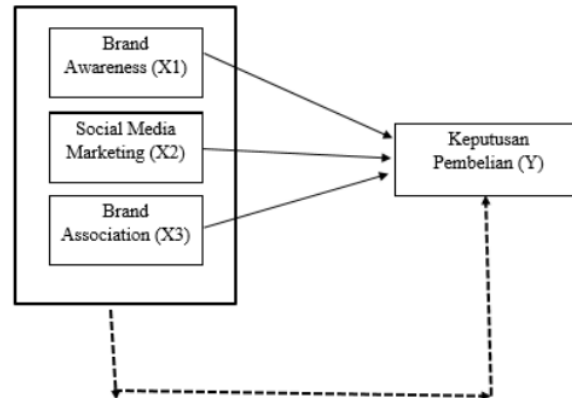 Brand
Awareness (X1)
Social Media
Marketing (X2)
Brand
Association (X3)
Keputusan
Pembelian (Y)